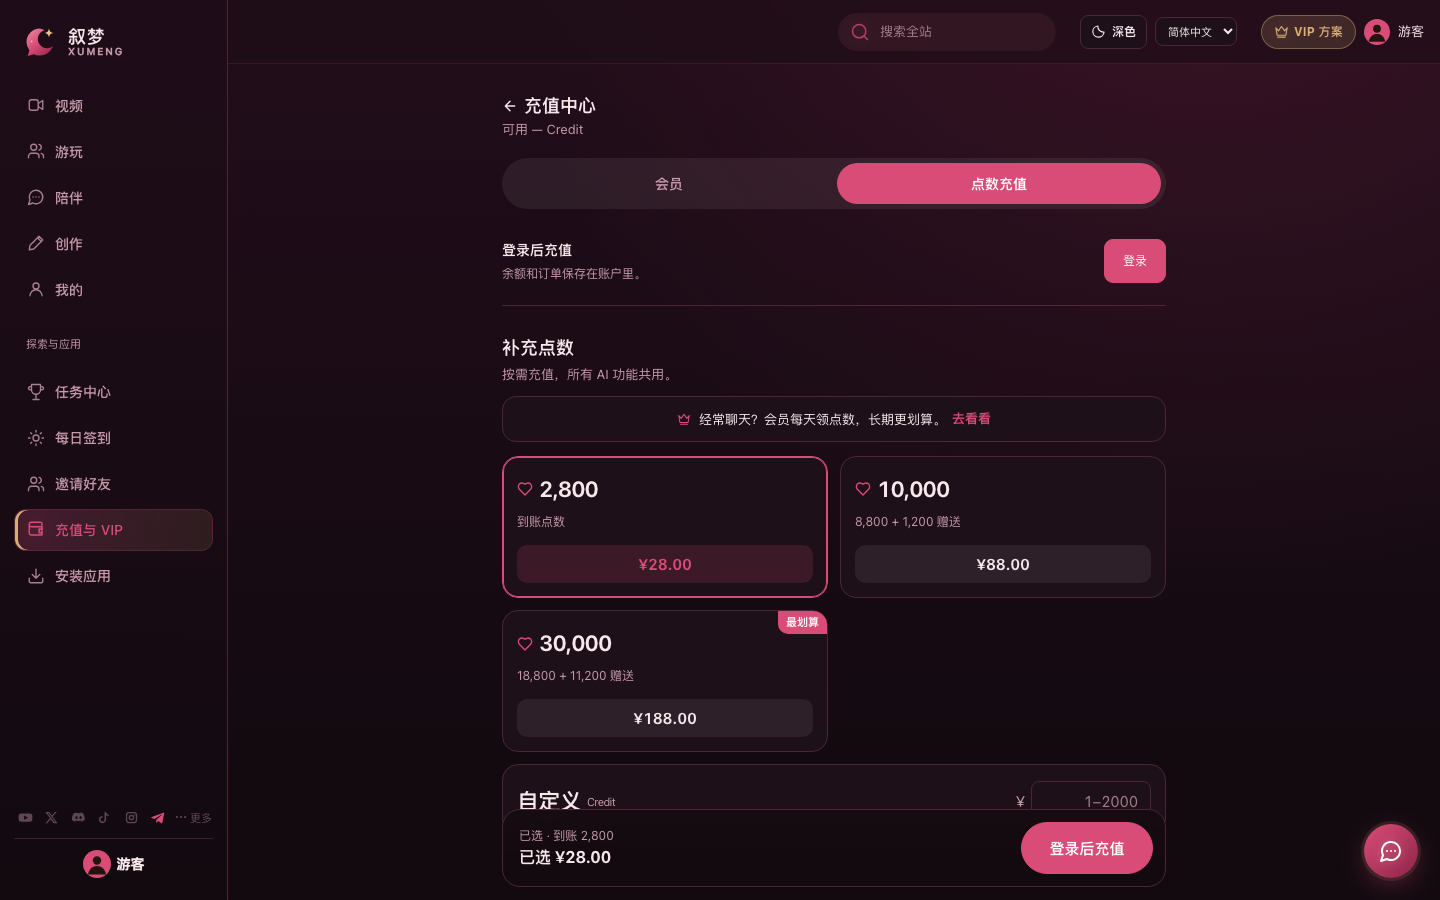 叙梦
XUMENG
搜索全站
深色
简体中文
VIP 方案
游客
视频
游玩
陪伴
创作
我的
探索与应用
任务中心
每日签到
邀请好友
充值与 VIP
安装应用
更多
游客
充值中心
可用 — Credit
会员
点数充值
登录后充值
余额和订单保存在账户里。
登录
补充点数
按需充值，所有 AI 功能共用。
经常聊天？会员每天领点数，长期更划算。 去看看
2,800
到账点数
¥28.00
10,000
8,800 + 1,200 赠送
¥88.00
最划算
30,000
18,800 + 11,200 赠送
¥188.00
自定义 Credit
¥ 1–2000
已选 · 到账 2,800
已选 ¥28.00
登录后充值